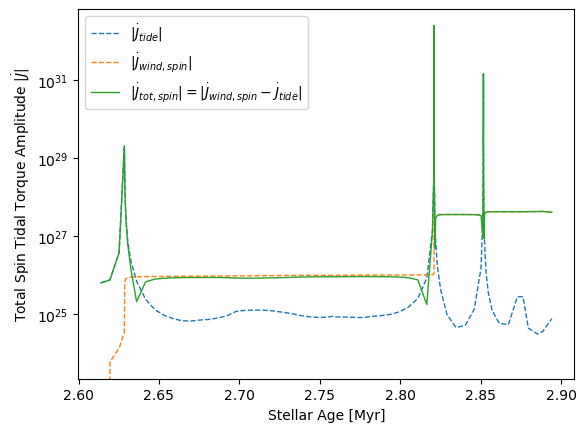 |J̇_{tide}|
|J̇_{wind, spin}|
|J̇_{tot, spin}| = |J̇_{wind, spin} − J̇_{tide}|
Total Spin Tidal Torque Amplitude |J̇|
10^{31}
10^{29}
10^{27}
10^{25}
2.60 2.65 2.70 2.75 2.80 2.85 2.90
Stellar Age [Myr]